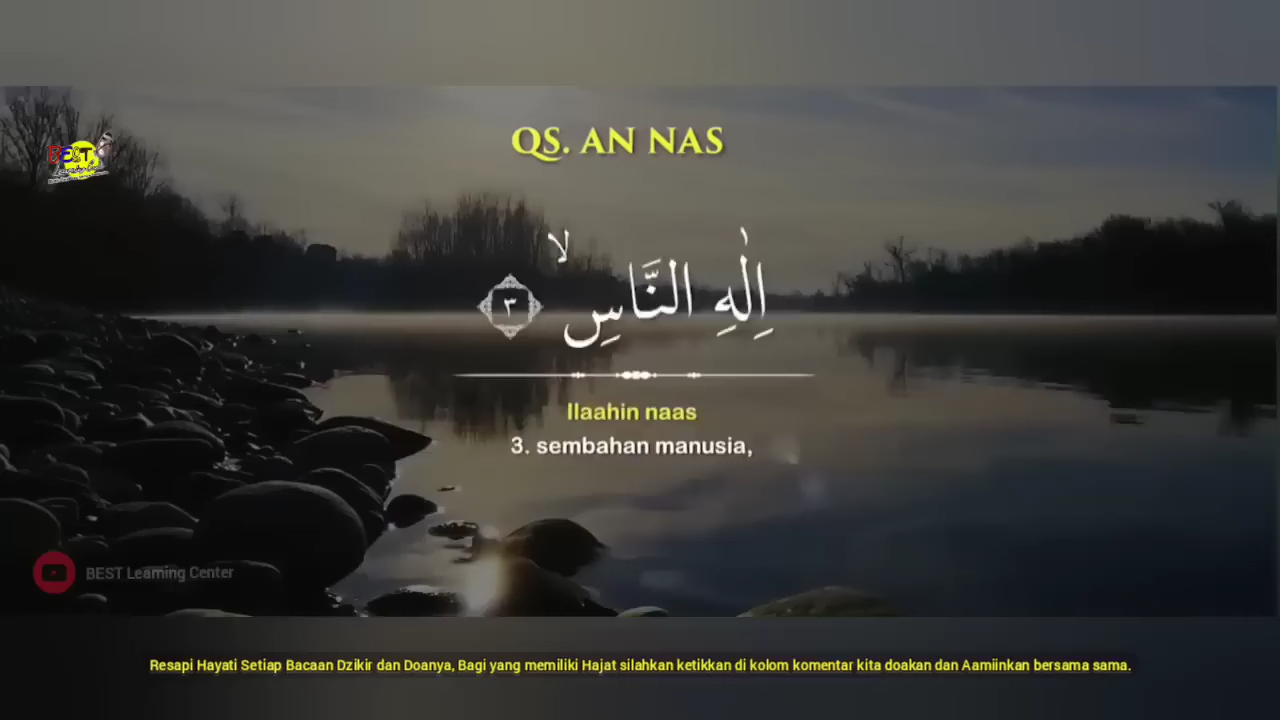 QS. AN NAS
اِلٰهِ النَّاسِۙ ٣
Ilaahin naas
3. sembahan manusia,
BEST
BEST Learning Center
Resapi Hayati Setiap Bacaan Dzikir dan Doanya, Bagi yang memiliki Hajat silahkan ketikkan di kolom komentar kita doakan dan Aamiinkan bersama sama.